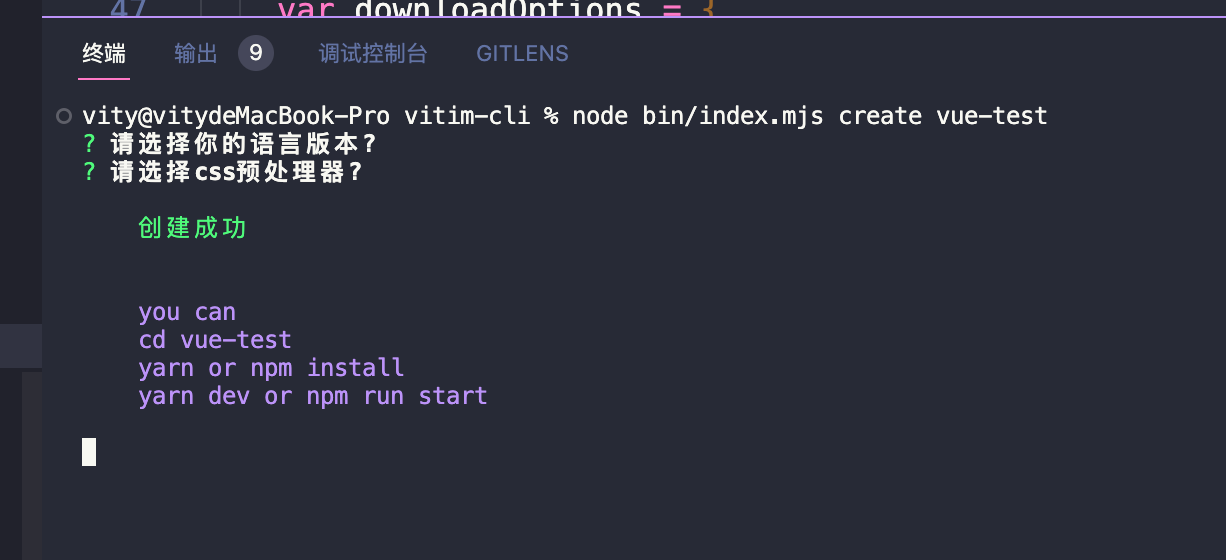 47 var downloadOptions = {
终端 输出 9 调试控制台 GITLENS
vity@vitydeMacBook-Pro vitim-cli % node bin/index.mjs create vue-test
? 请选择你的语言版本?
? 请选择css预处理器?
创建成功
you can
cd vue-test
yarn or npm install
yarn dev or npm run start